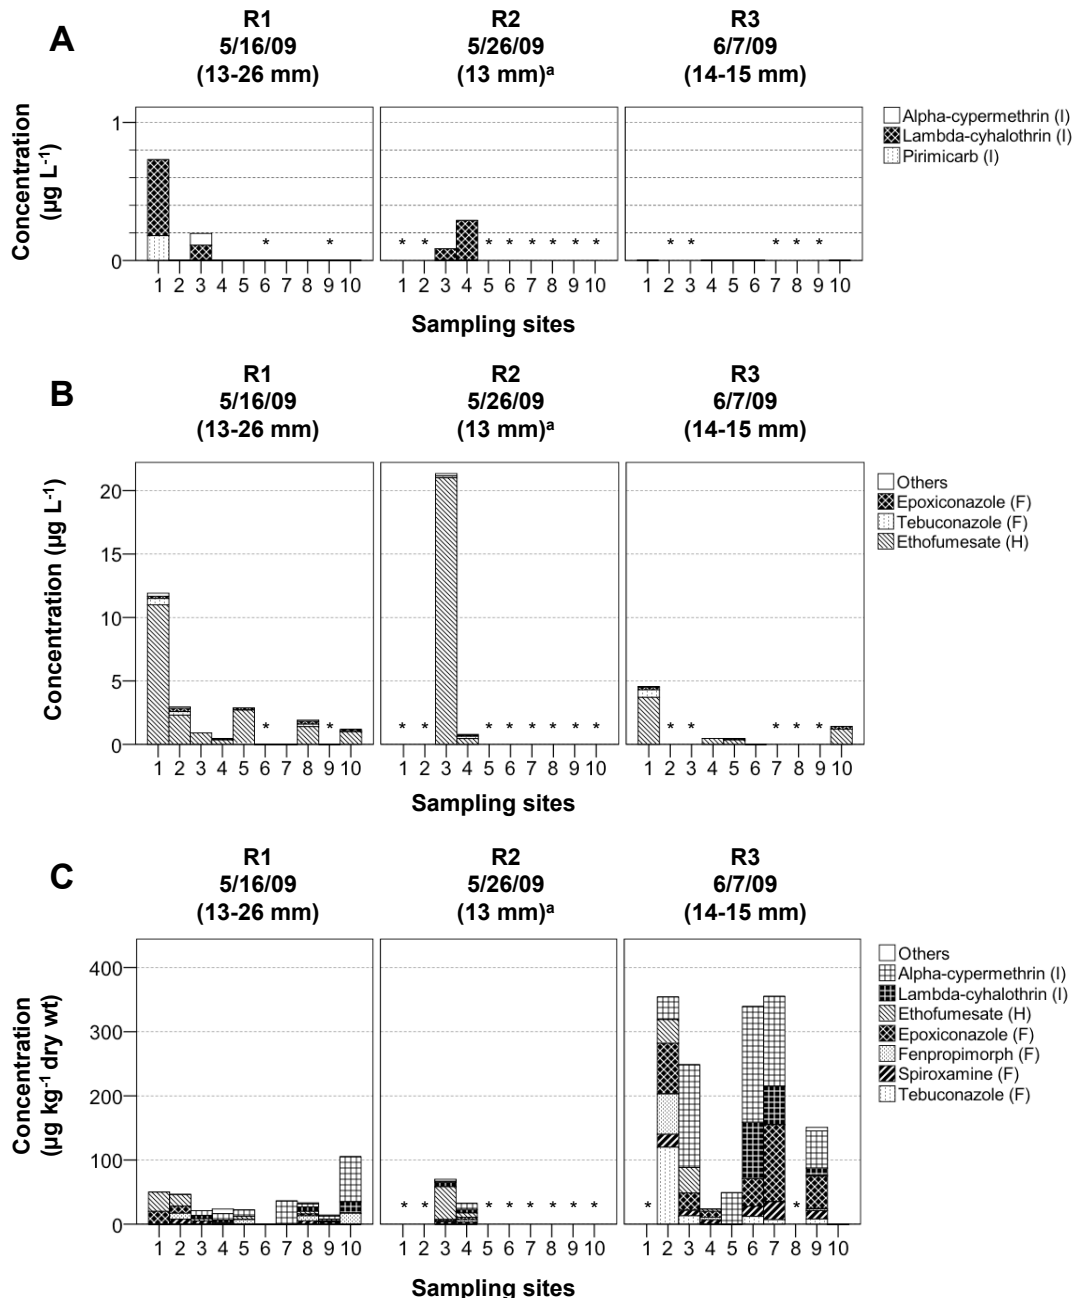 A
R1
5/16/09
(13-26 mm)
R2
5/26/09
(13 mm)ª
R3
6/7/09
(14-15 mm)
Concentration
(µg L⁻¹)
1
0
* * * * * * * * * * * * * * *
1 2 3 4 5 6 7 8 9 10
1 2 3 4 5 6 7 8 9 10
1 2 3 4 5 6 7 8 9 10
Sampling sites
Alpha-cypermethrin (I)
Lambda-cyhalothrin (I)
Pirimicarb (I)
B
R1
5/16/09
(13-26 mm)
R2
5/26/09
(13 mm)ª
R3
6/7/09
(14-15 mm)
Concentration (µg L⁻¹)
20
15
10
5
0
* * * * * * * * * * * * * * *
1 2 3 4 5 6 7 8 9 10
1 2 3 4 5 6 7 8 9 10
1 2 3 4 5 6 7 8 9 10
Sampling sites
Others
Epoxiconazole (F)
Tebuconazole (F)
Ethofumesate (H)
C
R1
5/16/09
(13-26 mm)
R2
5/26/09
(13 mm)ª
R3
6/7/09
(14-15 mm)
Concentration
(µg kg⁻¹ dry wt)
400
300
200
100
0
* * * * * * * * * *
1 2 3 4 5 6 7 8 9 10
1 2 3 4 5 6 7 8 9 10
1 2 3 4 5 6 7 8 9 10
Sampling sites
Others
Alpha-cypermethrin (I)
Lambda-cyhalothrin (I)
Ethofumesate (H)
Epoxiconazole (F)
Fenpropimorph (F)
Spiroxamine (F)
Tebuconazole (F)